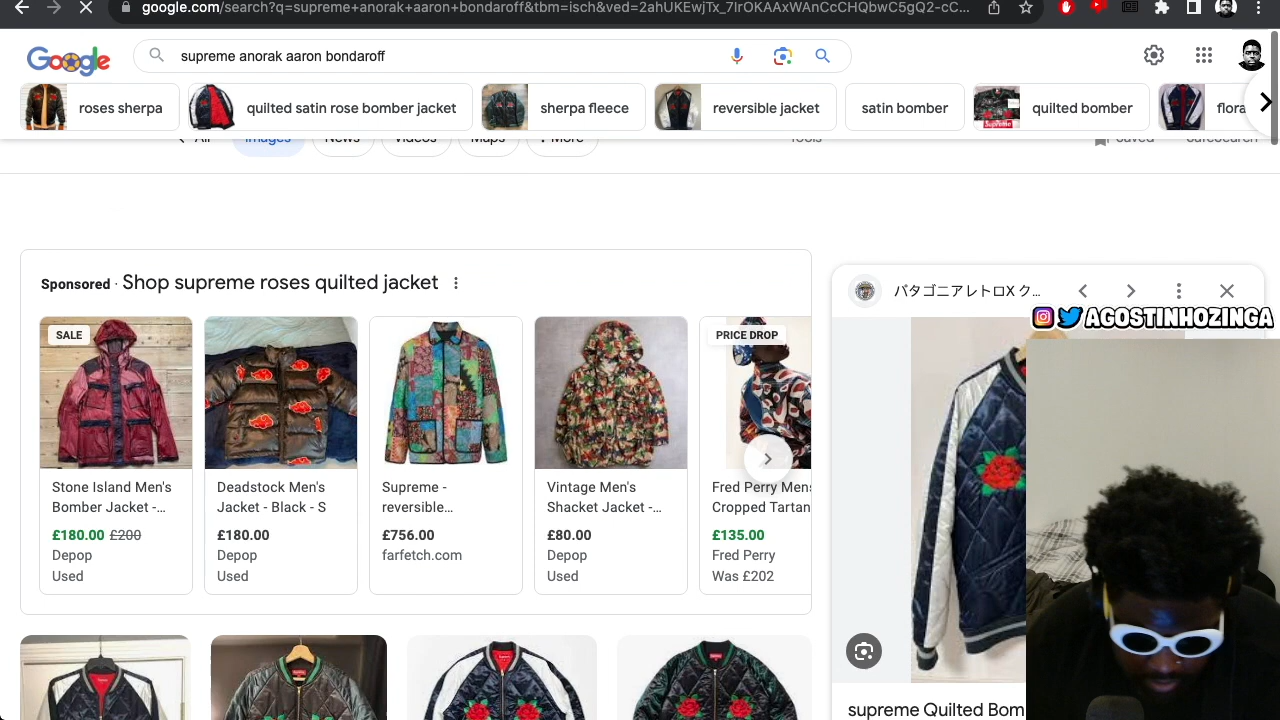 google.com/search?q=supreme+anorak+aaron+bondaroff&tbm=isch&ved=2ahUKEwjTx_7IrOKAAxWAnCcCHQbwC5gQ2-cC...
Google
supreme anorak aaron bondaroff
roses sherpa
quilted satin rose bomber jacket
sherpa fleece
reversible jacket
satin bomber
quilted bomber
flora
All
Images
News
Videos
Maps
More
Tools
Saved
SafeSearch
Sponsored · Shop supreme roses quilted jacket
パタゴニアレトロX ク...
AGOSTINHOZINGA
SALE
PRICE DROP
Stone Island Men's
Bomber Jacket -...
£180.00 £200
Depop
Used
Deadstock Men's
Jacket - Black - S
£180.00
Depop
Used
Supreme -
reversible...
£756.00
farfetch.com
Vintage Men's
Shacket Jacket -...
£80.00
Depop
Used
Fred Perry Mens
Cropped Tartan
£135.00
Fred Perry
Was £202
Supreme
supreme Quilted Bom